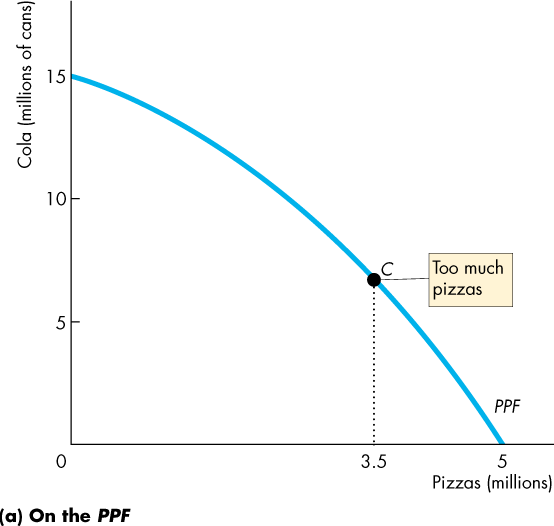 Cola (millions of cans)
15
10
5
0
C
Too much
pizzas
PPF
3.5
5
Pizzas (millions)
(a) On the PPF